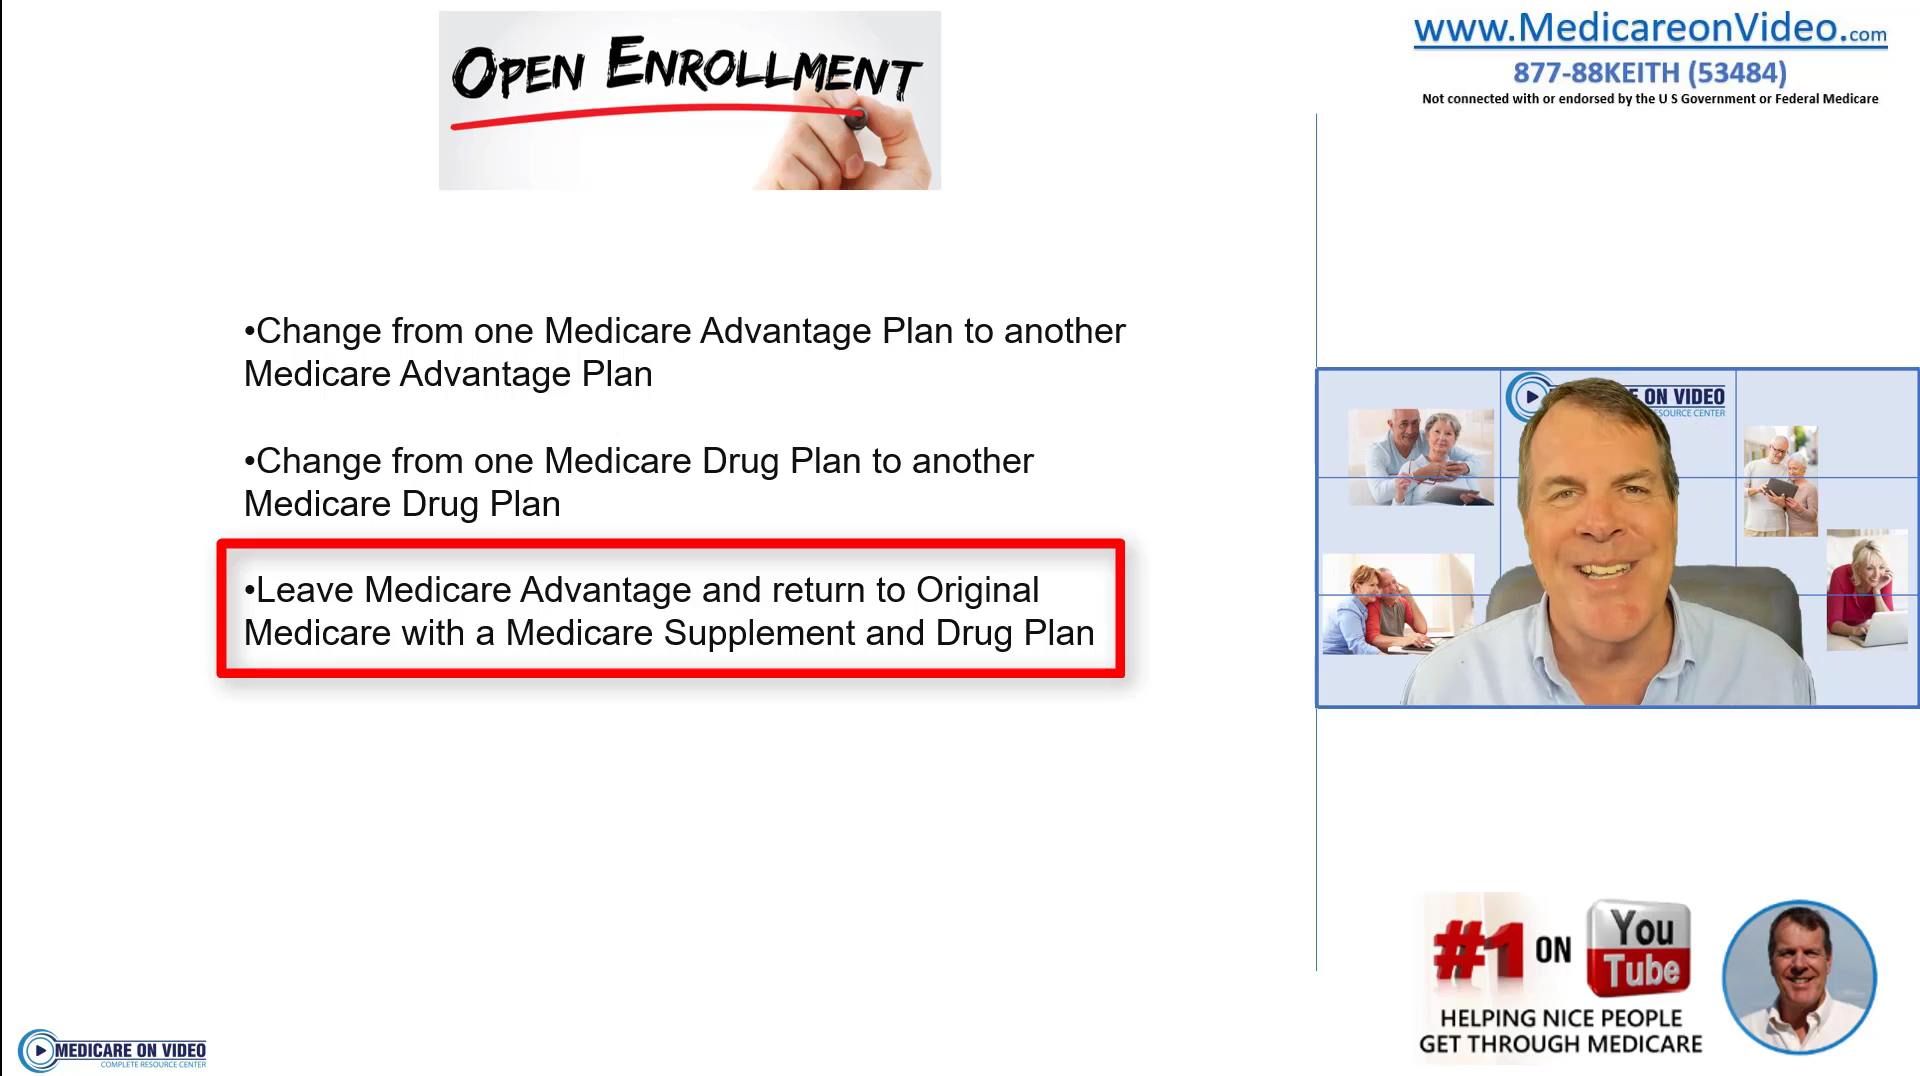 OPEN ENROLLMENT
www.MedicareonVideo.com
877-88KEITH (53484)
Not connected with or endorsed by the U S Government or Federal Medicare
•Change from one Medicare Advantage Plan to another
Medicare Advantage Plan
•Change from one Medicare Drug Plan to another
Medicare Drug Plan
•Leave Medicare Advantage and return to Original
Medicare with a Medicare Supplement and Drug Plan
ON VIDEO
RESOURCE CENTER
#1 ON You Tube
HELPING NICE PEOPLE
GET THROUGH MEDICARE
MEDICARE ON VIDEO
COMPLETE RESOURCE CENTER